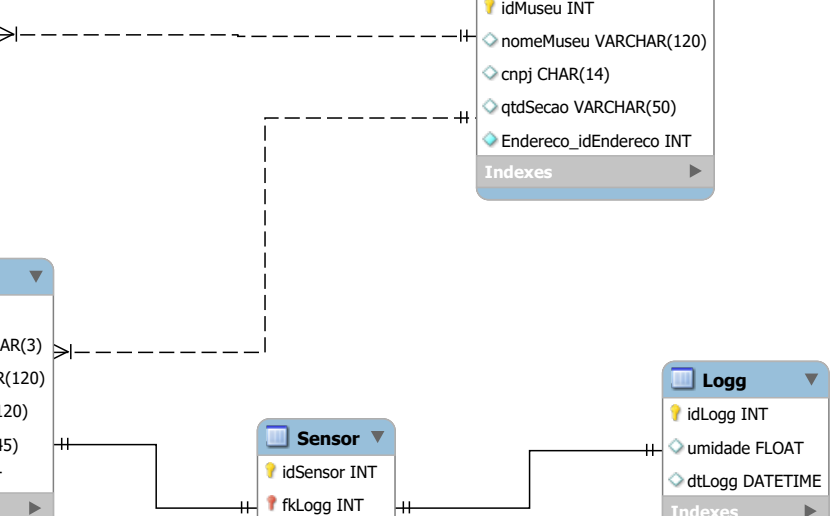 idMuseu INT
nomeMuseu VARCHAR(120)
cnpj CHAR(14)
qtdSecao VARCHAR(50)
Endereco_idEndereco INT
Indexes
AR(3)
R(120)
120)
45)
Sensor
idSensor INT
fkLogg INT
Logg
idLogg INT
umidade FLOAT
dtLogg DATETIME
Indexes